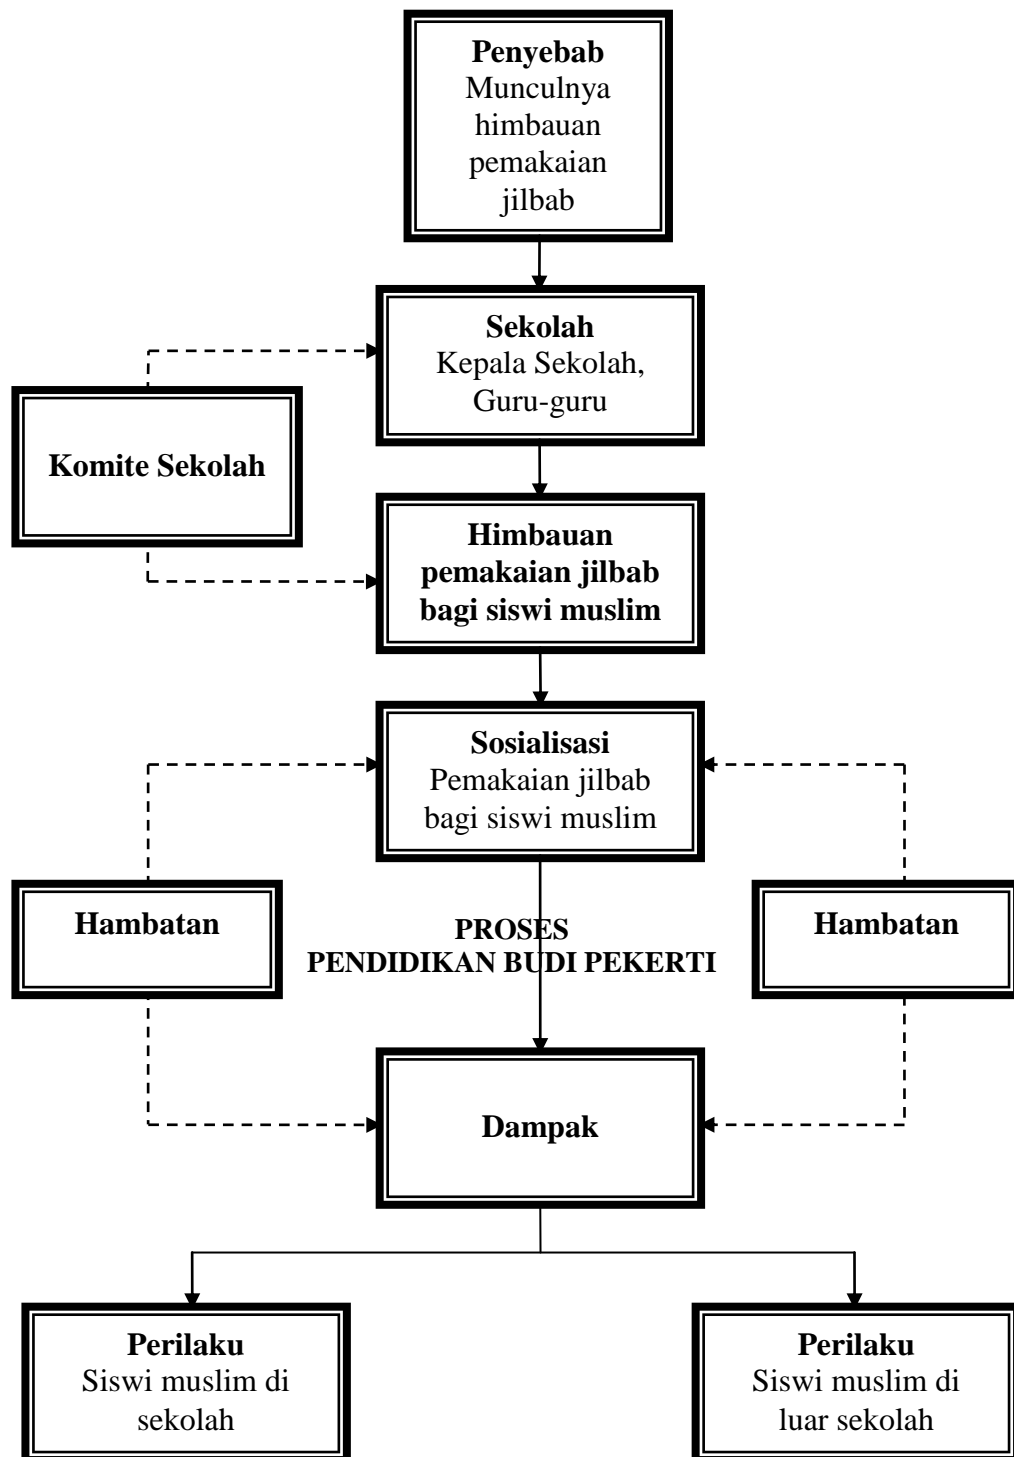 Penyebab
Munculnya
himbauan
pemakaian
jilbab
Sekolah
Kepala Sekolah,
Guru-guru
Komite Sekolah
Himbauan
pemakaian jilbab
bagi siswi muslim
Sosialisasi
Pemakaian jilbab
bagi siswi muslim
Hambatan
PROSES
PENDIDIKAN BUDI PEKERTI
Hambatan
Dampak
Perilaku
Siswi muslim di
sekolah
Perilaku
Siswi muslim di
luar sekolah